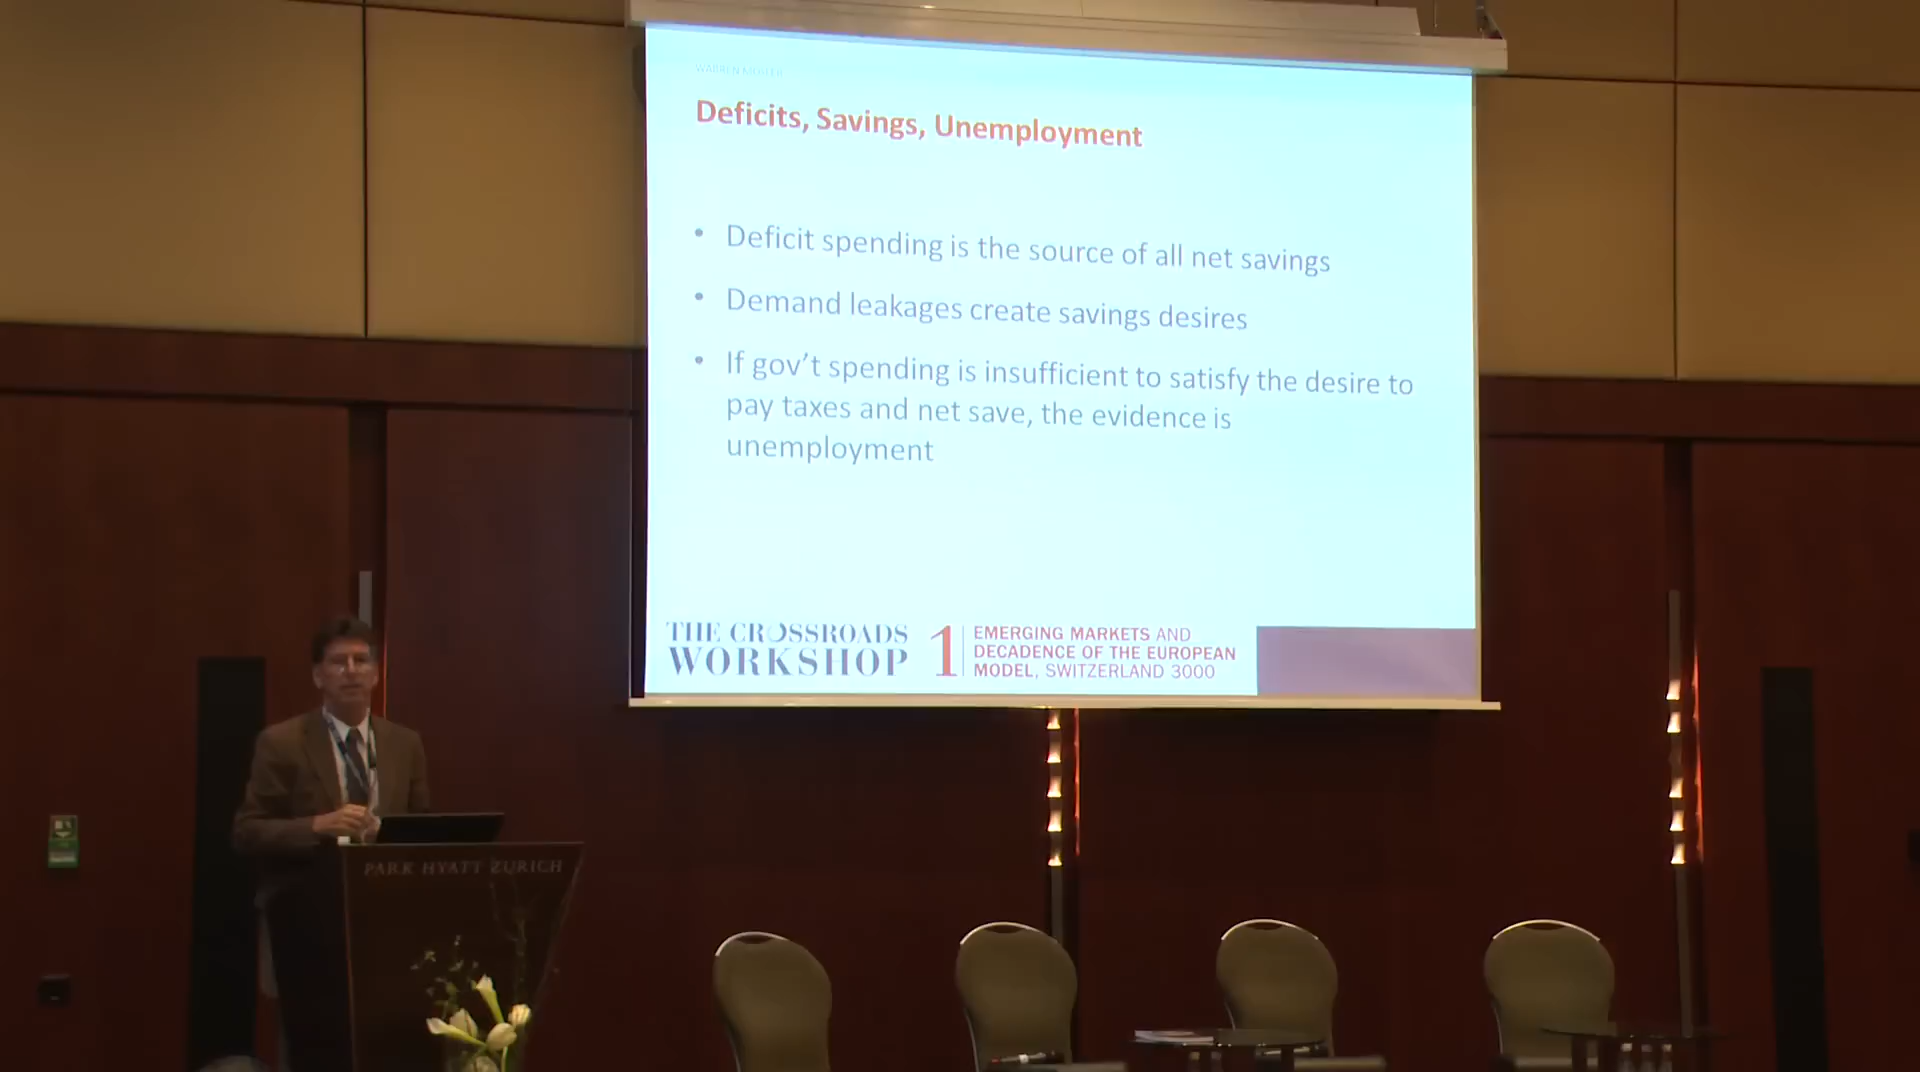 WARREN MOSLER
Deficits, Savings, Unemployment
• Deficit spending is the source of all net savings
• Demand leakages create savings desires
• If gov't spending is insufficient to satisfy the desire to
pay taxes and net save, the evidence is
unemployment
THE CROSSROADS
WORKSHOP
1
EMERGING MARKETS AND
DECADENCE OF THE EUROPEAN
MODEL, SWITZERLAND 3000
PARK HYATT ZURICH